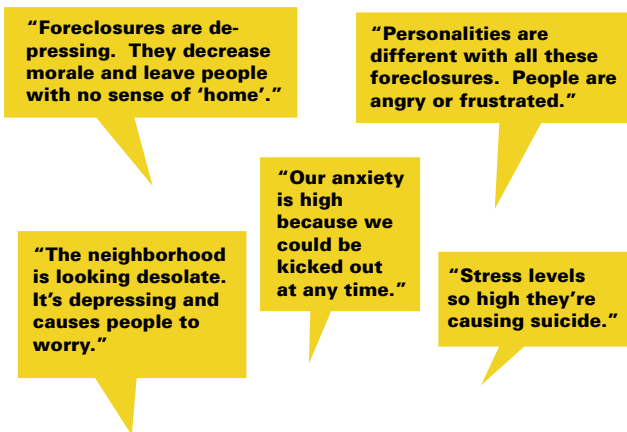 “Foreclosures are de-
pressing.  They decrease
morale and leave people
with no sense of ‘home’.”
“Personalities are
different with all these
foreclosures.  People are
angry or frustrated.”
“Our anxiety
is high
because we
could be
kicked out
at any time.”
“The neighborhood
is looking desolate.
It’s depressing and
causes people to
worry.”
“Stress levels
so high they’re
causing suicide.”